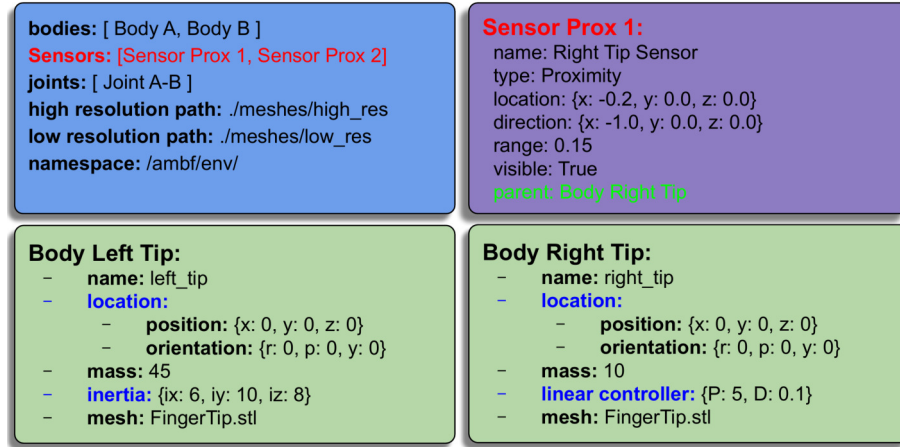 bodies: [ Body A, Body B ]
Sensors: [Sensor Prox 1, Sensor Prox 2]
joints: [ Joint A-B ]
high resolution path: ./meshes/high_res
low resolution path: ./meshes/low_res
namespace: /ambf/env/
Sensor Prox 1:
name: Right Tip Sensor
type: Proximity
location: {x: -0.2, y: 0.0, z: 0.0}
direction: {x: -1.0, y: 0.0, z: 0.0}
range: 0.15
visible: True
parent: Body Right Tip
Body Left Tip:
- name: left_tip
- location:
- position: {x: 0, y: 0, z: 0}
- orientation: {r: 0, p: 0, y: 0}
- mass: 45
- inertia: {ix: 6, iy: 10, iz: 8}
- mesh: FingerTip.stl
Body Right Tip:
- name: right_tip
- location:
- position: {x: 0, y: 0, z: 0}
- orientation: {r: 0, p: 0, y: 0}
- mass: 10
- linear controller: {P: 5, D: 0.1}
- mesh: FingerTip.stl